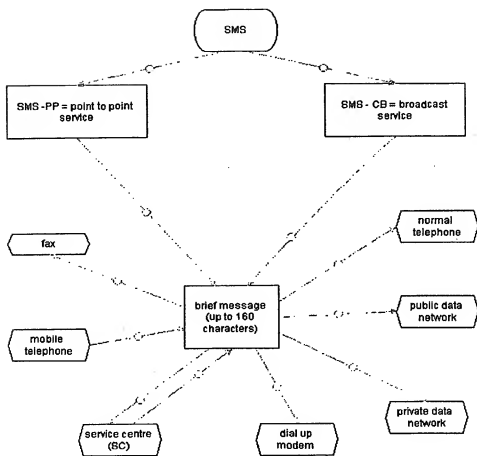 SMS
SMS -PP = point to point
service
SMS - CB = broadcast
service
normal
telephone
fax
brief message
(up to 160
characters)
public data
network
mobile
telephone
private data
network
service centre
(SC)
dial up
modem